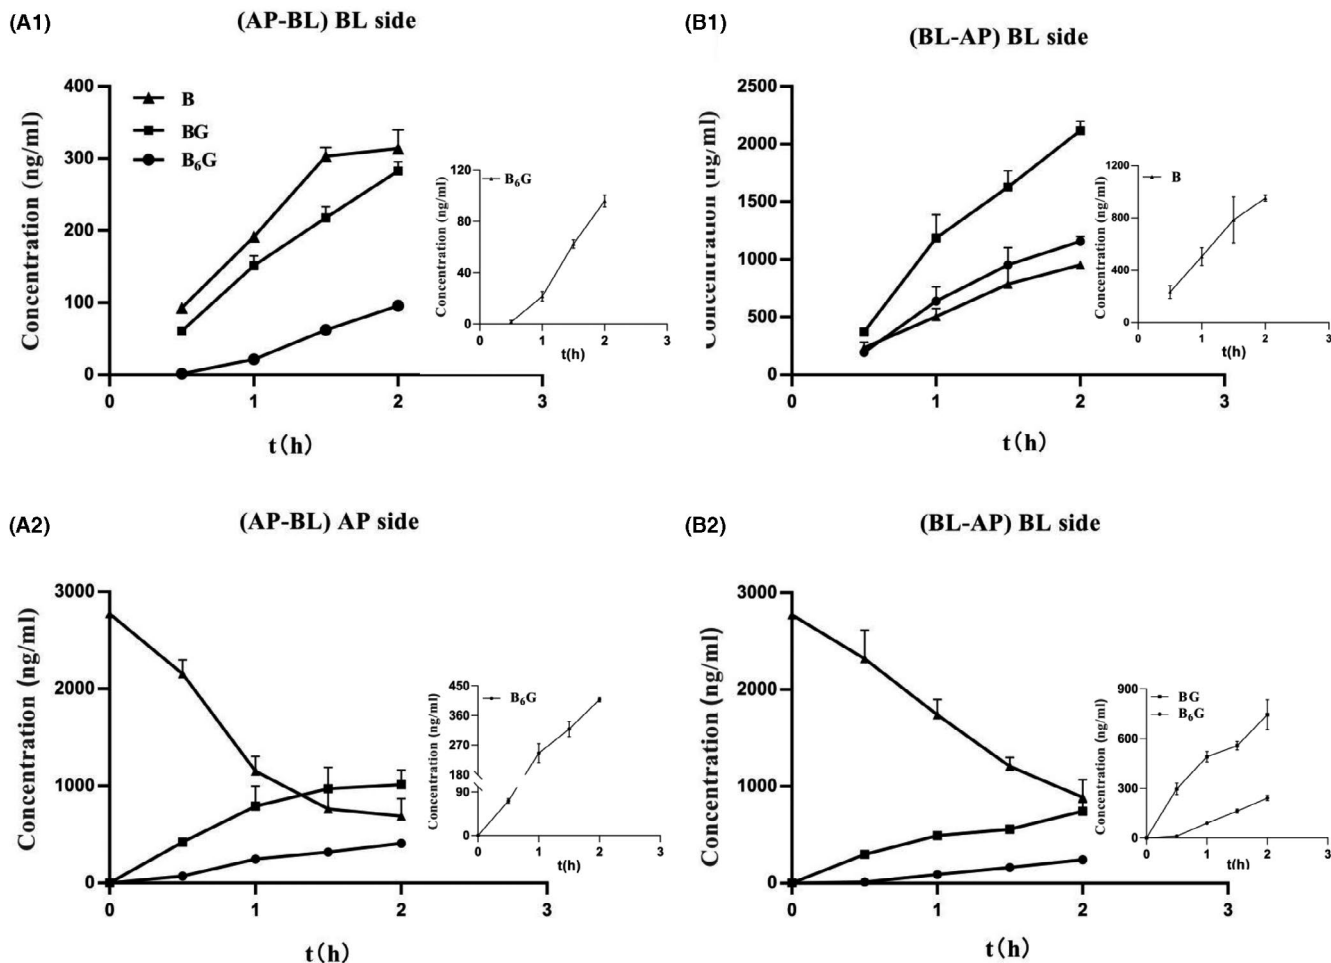 (A1)
(AP-BL) BL side
Concentration (ng/ml)
400
300
200
100
0
B
BG
B₆G
0
1
2
3
t(h)
B₆G
Concentration (ng/ml)
120
80
40
0
0
1
2
3
t(h)
(B1)
(BL-AP) BL side
Concentration (ng/ml)
2500
2000
1500
1000
500
0
0
1
2
3
t(h)
B
Concentration (ng/ml)
1200
800
400
0
0
1
2
3
t(h)
(A2)
(AP-BL) AP side
Concentration (ng/ml)
3000
2000
1000
0
0
1
2
3
t(h)
B₆G
Concentration (ng/ml)
450
360
270
180
90
0
0
1
2
3
t(h)
(B2)
(BL-AP) BL side
Concentration (ng/ml)
3000
2000
1000
0
0
1
2
3
t(h)
BG
B₆G
Concentration (ng/ml)
900
600
300
0
0
1
2
3
t(h)